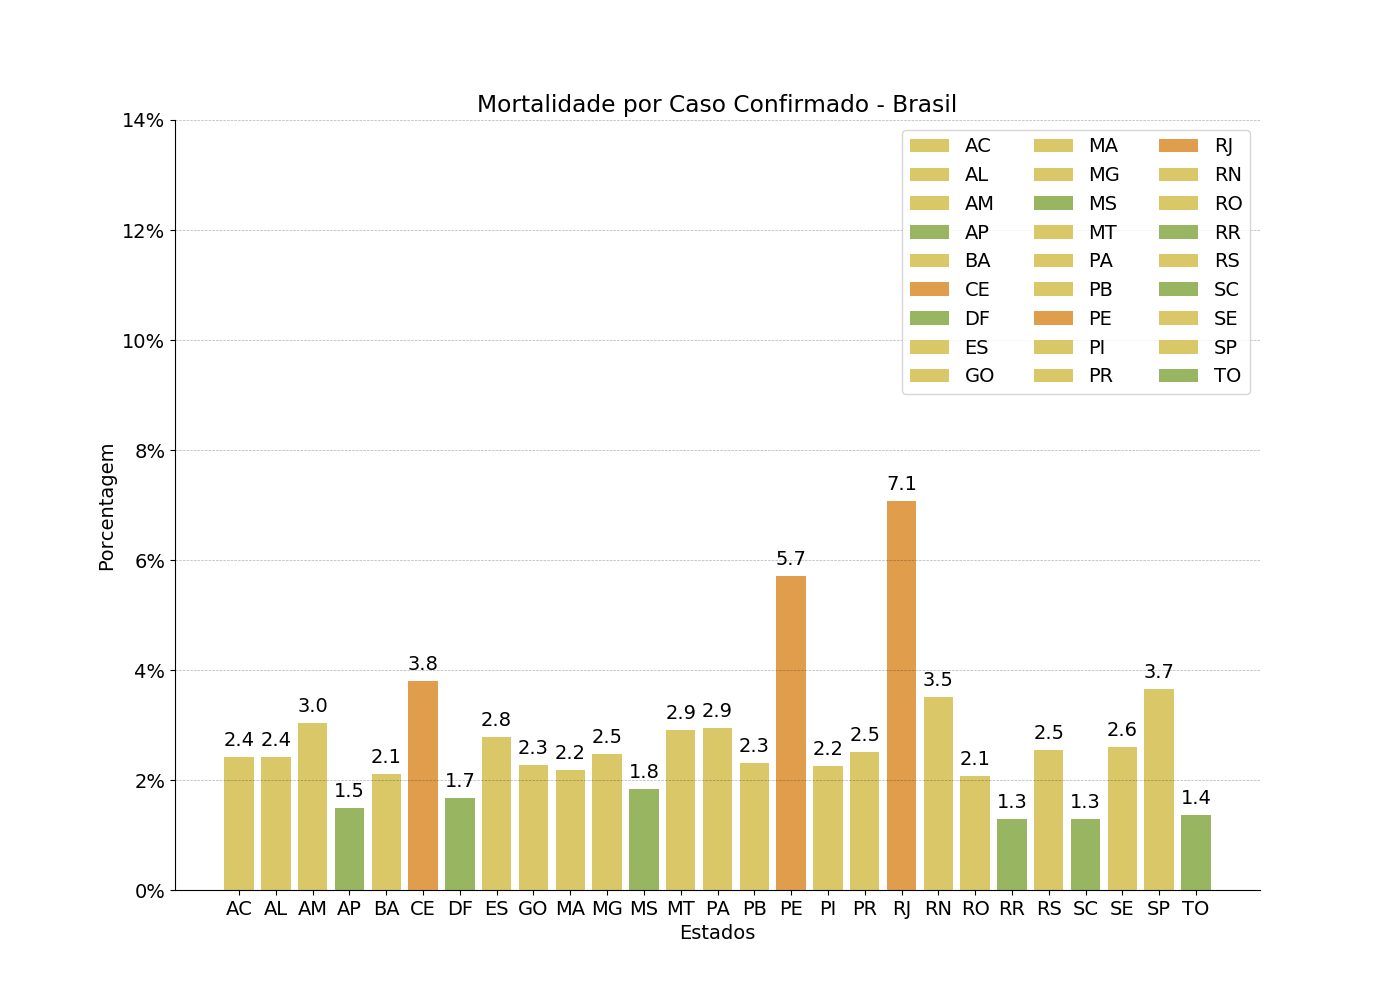 Mortalidade por Caso Confirmado - Brasil
14%
12%
10%
8%
6%
4%
2%
0%
Porcentagem
AC MA RJ
AL MG RN
AM MS RO
AP MT RR
BA PA RS
CE PB SC
DF PE SE
ES PI SP
GO PR TO
2.4 2.4 3.0 1.5 2.1 3.8 1.7 2.8 2.3 2.2 2.5 1.8 2.9 2.9 2.3 5.7 2.2 2.5 7.1 3.5 2.1 1.3 2.5 1.3 2.6 3.7 1.4
AC AL AM AP BA CE DF ES GO MA MG MS MT PA PB PE PI PR RJ RN RO RR RS SC SE SP TO
Estados